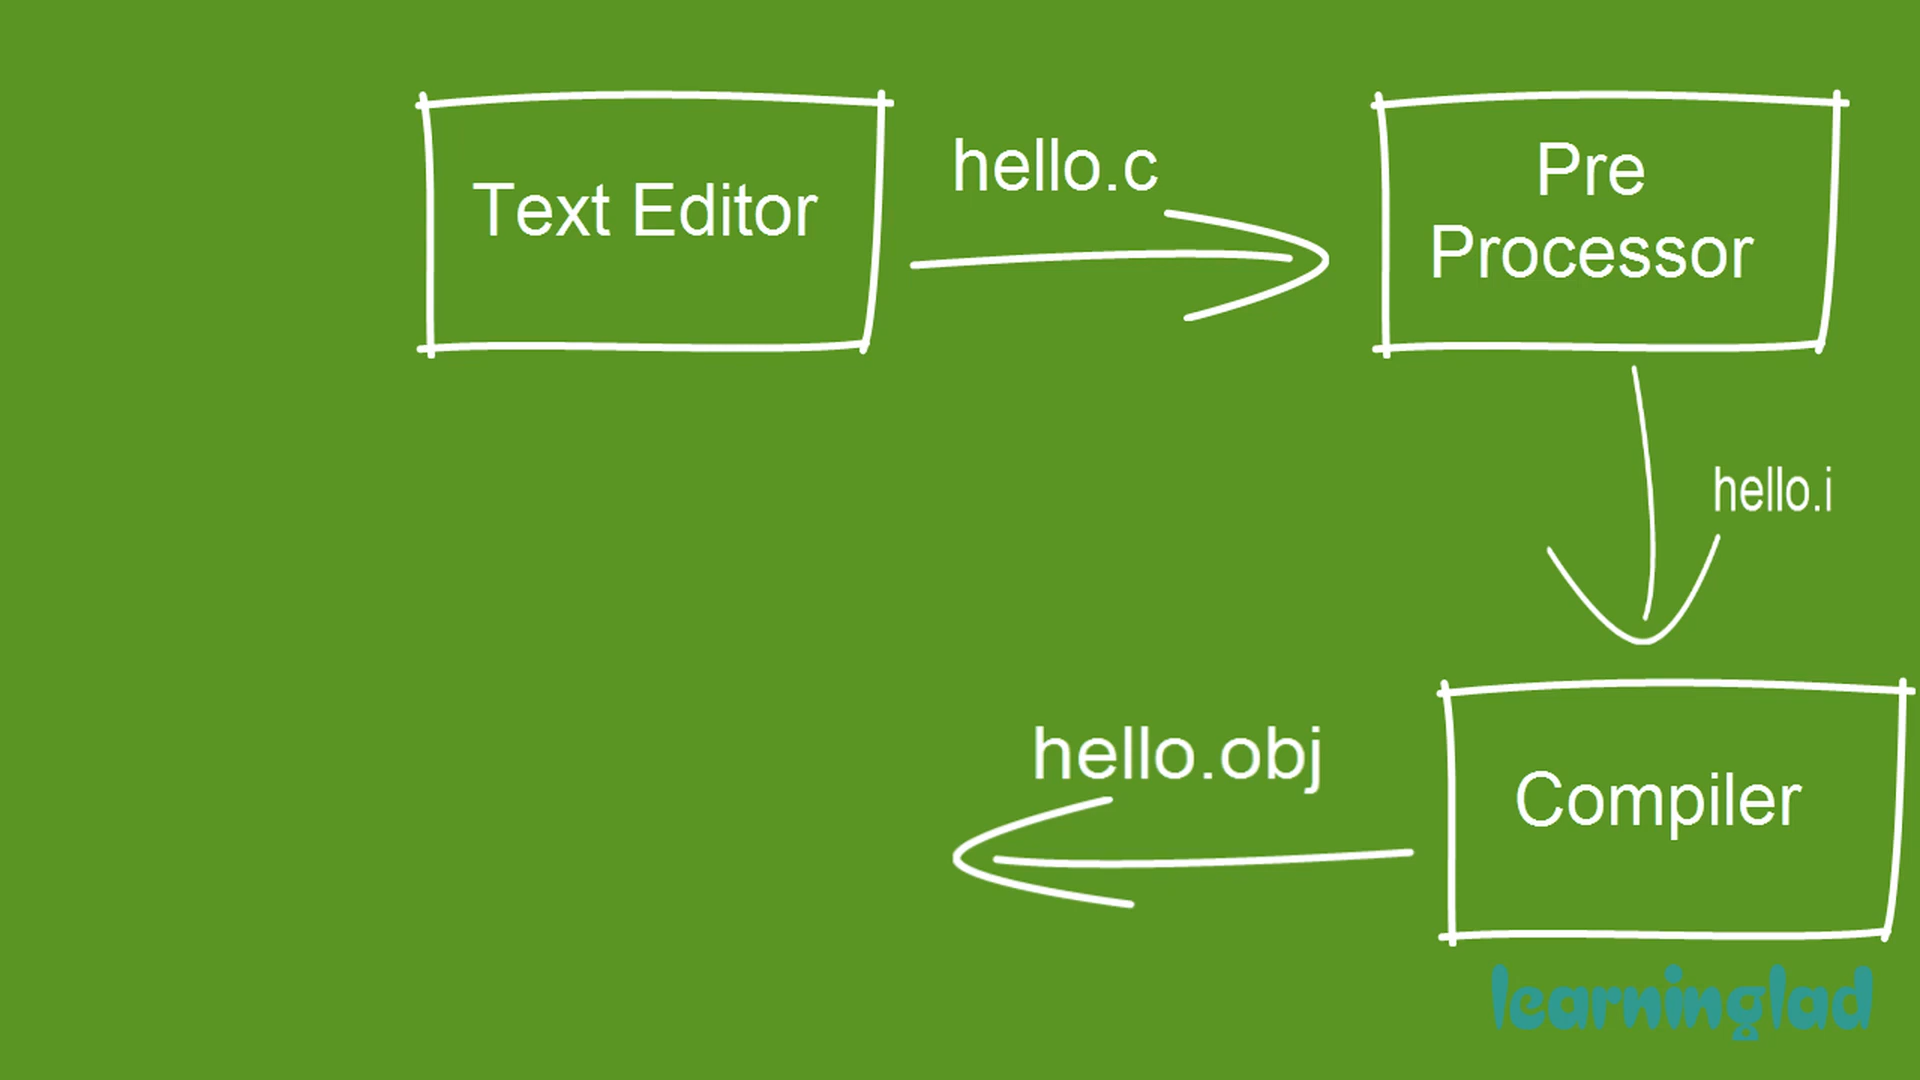 Text Editor
hello.c
Pre
Processor
hello.i
hello.obj
Compiler
learninglad